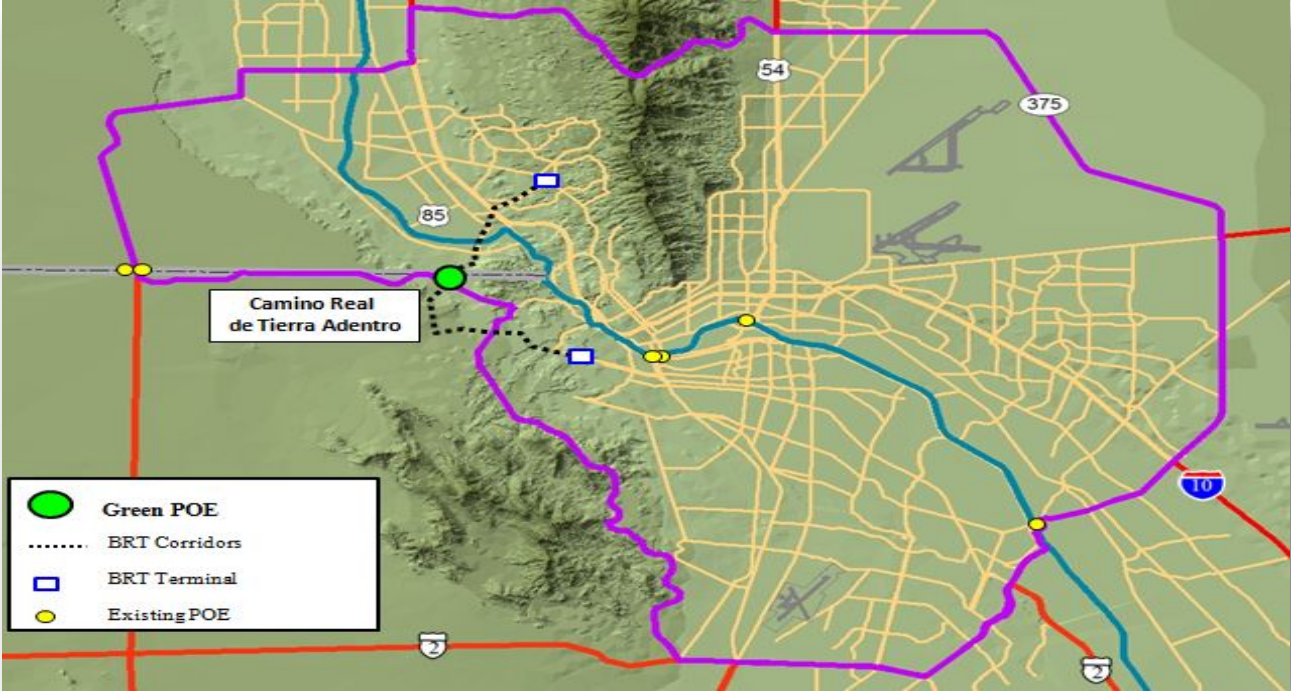 54
375
85
Camino Real
de Tierra Adentro
10
Green POE
BRT Corridors
BRT Terminal
Existing POE
2
2